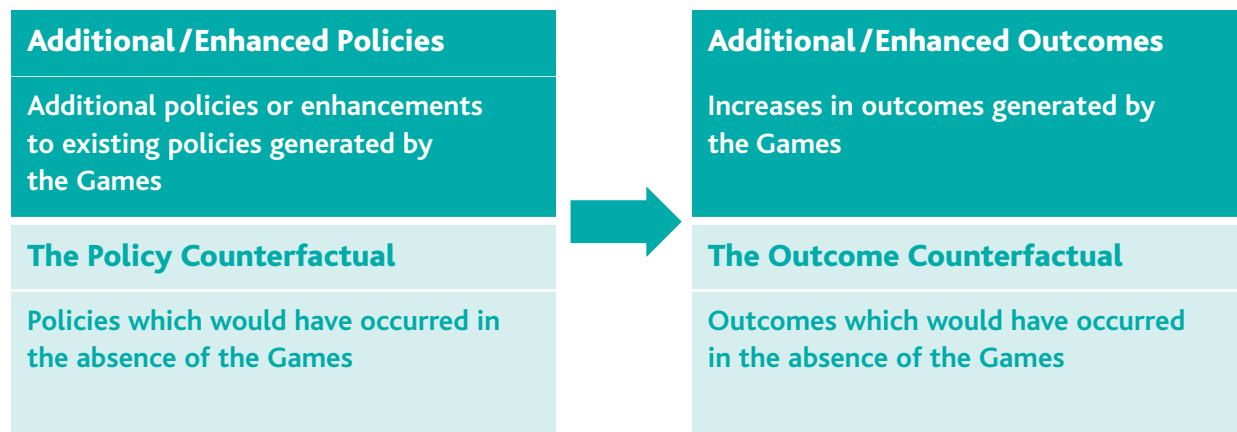 Additional/Enhanced Policies
Additional policies or enhancements
to existing policies generated by
the Games
The Policy Counterfactual
Policies which would have occurred in
the absence of the Games
Additional/Enhanced Outcomes
Increases in outcomes generated by
the Games
The Outcome Counterfactual
Outcomes which would have occurred
in the absence of the Games